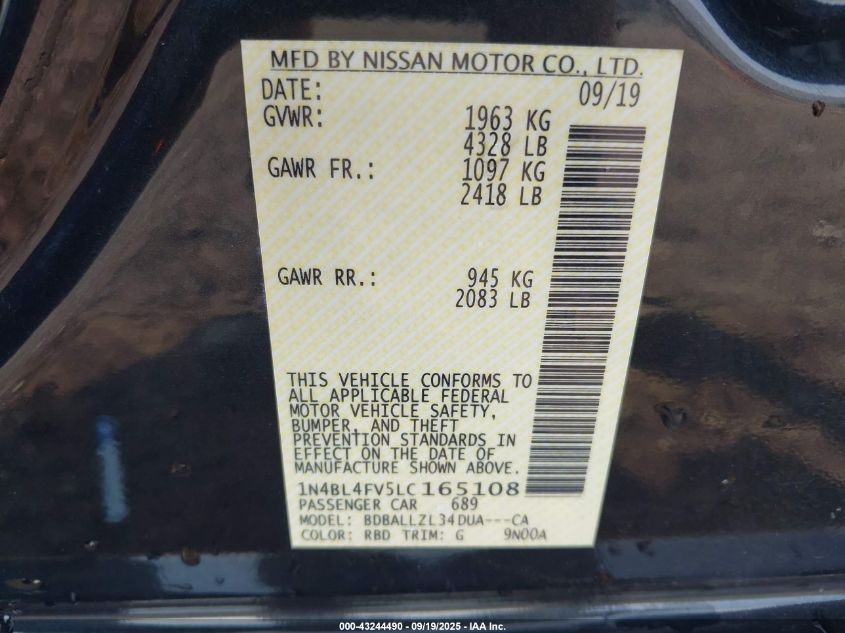 MFD BY NISSAN MOTOR CO., LTD.
DATE: 09/19
GVWR: 1963 KG
4328 LB
GAWR FR.: 1097 KG
2418 LB
GAWR RR.: 945 KG
2083 LB
THIS VEHICLE CONFORMS TO
ALL APPLICABLE FEDERAL
MOTOR VEHICLE SAFETY,
BUMPER, AND THEFT
PREVENTION STANDARDS IN
EFFECT ON THE DATE OF
MANUFACTURE SHOWN ABOVE.
1N4BL4FV5LC165108
PASSENGER CAR 689
MODEL: BDBALLZL34DUA---CA
COLOR: RBD TRIM: G 9N00A
000-43244490 - 09/19/2025 - IAA Inc.